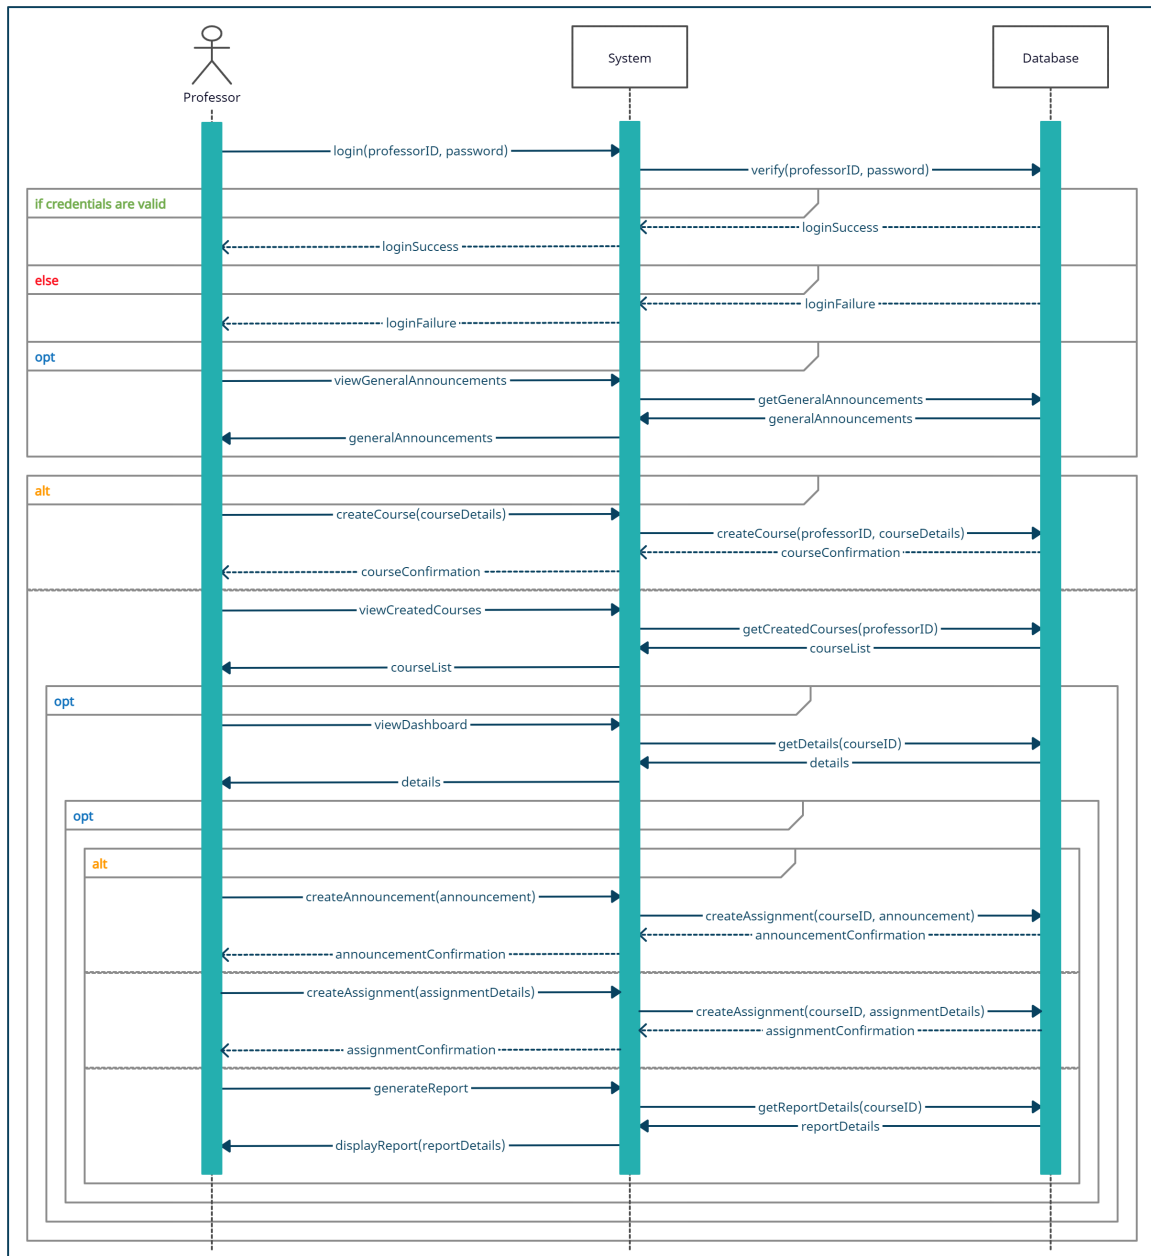 Professor
System
Database
login(professorID, password)
verify(professorID, password)
if credentials are valid
loginSuccess
loginSuccess
else
loginFailure
loginFailure
opt
viewGeneralAnnouncements
getGeneralAnnouncements
generalAnnouncements
generalAnnouncements
alt
createCourse(courseDetails)
createCourse(professorID, courseDetails)
courseConfirmation
courseConfirmation
viewCreatedCourses
getCreatedCourses(professorID)
courseList
courseList
opt
viewDashboard
getDetails(courseID)
details
details
opt
alt
createAnnouncement(announcement)
createAssignment(courseID, announcement)
announcementConfirmation
announcementConfirmation
createAssignment(assignmentDetails)
createAssignment(courseID, assignmentDetails)
assignmentConfirmation
assignmentConfirmation
generateReport
getReportDetails(courseID)
reportDetails
displayReport(reportDetails)